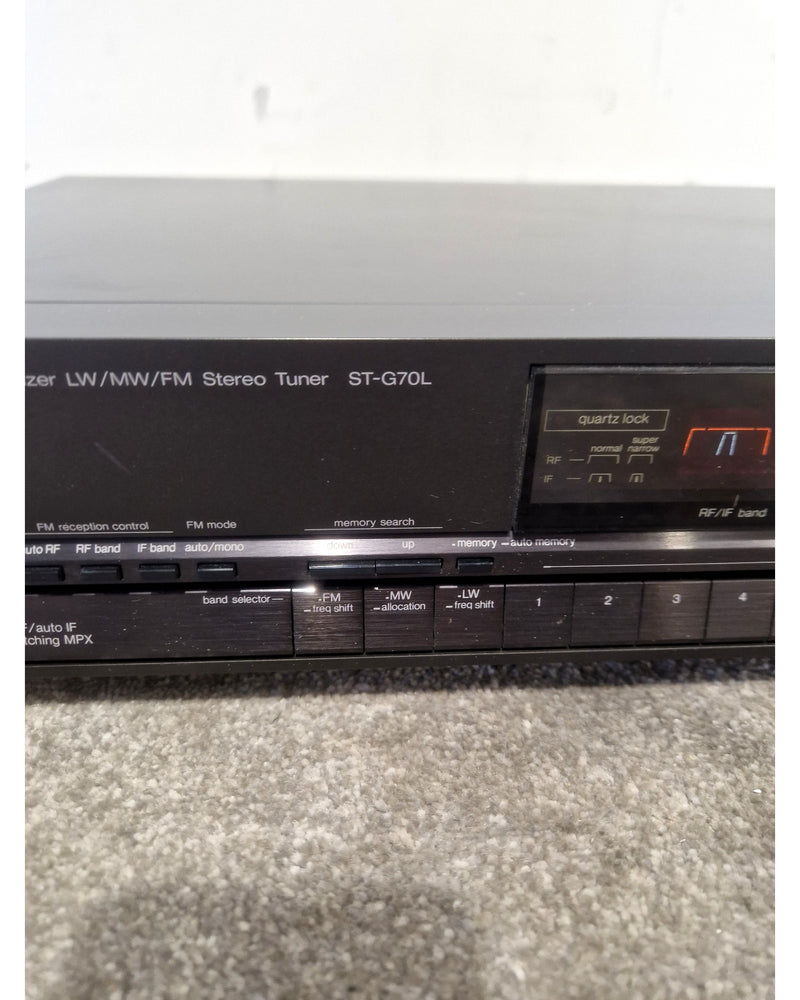 zer LW/MW/FM Stereo Tuner ST-G70L
quartz lock
normal super narrow
RF
IF
RF/IF band
FM reception control FM mode memory search
uto RF RF band IF band auto/mono down up -memory -auto memory
band selector -FM -MW -LW
-freq shift -allocation -freq shift
1 2 3 4
F/auto IF
tching MPX